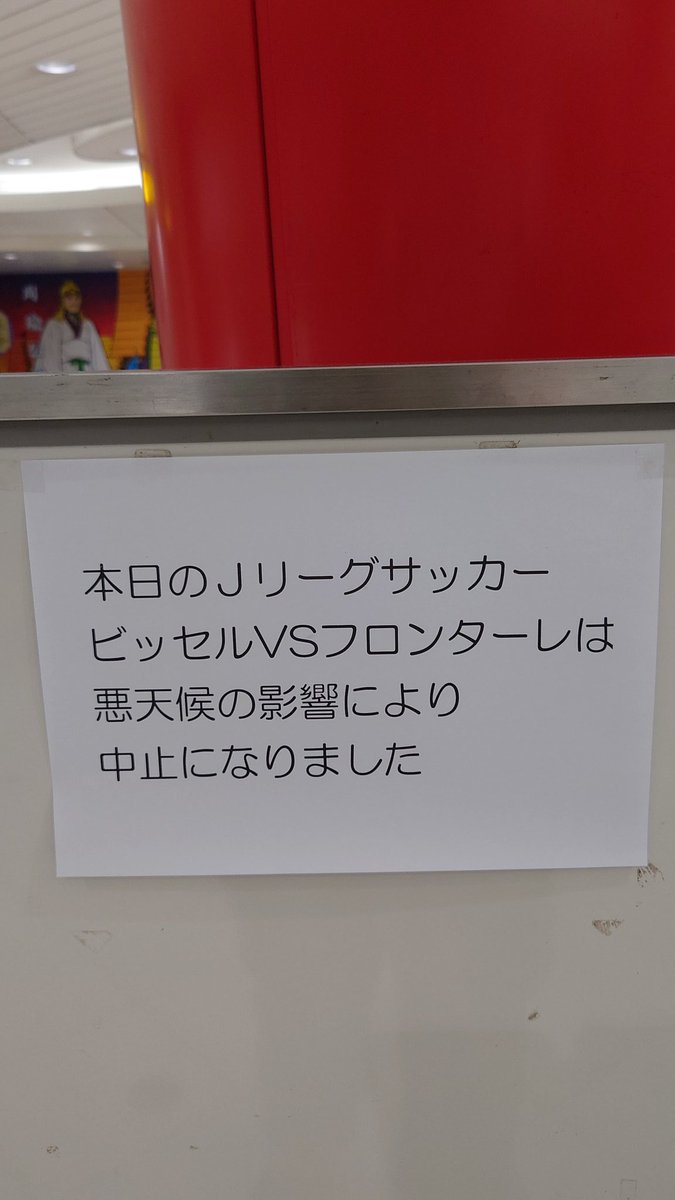 本日のJリーグサッカー
ビッセルVSフロンターレは
悪天候の影響により
中止になりました